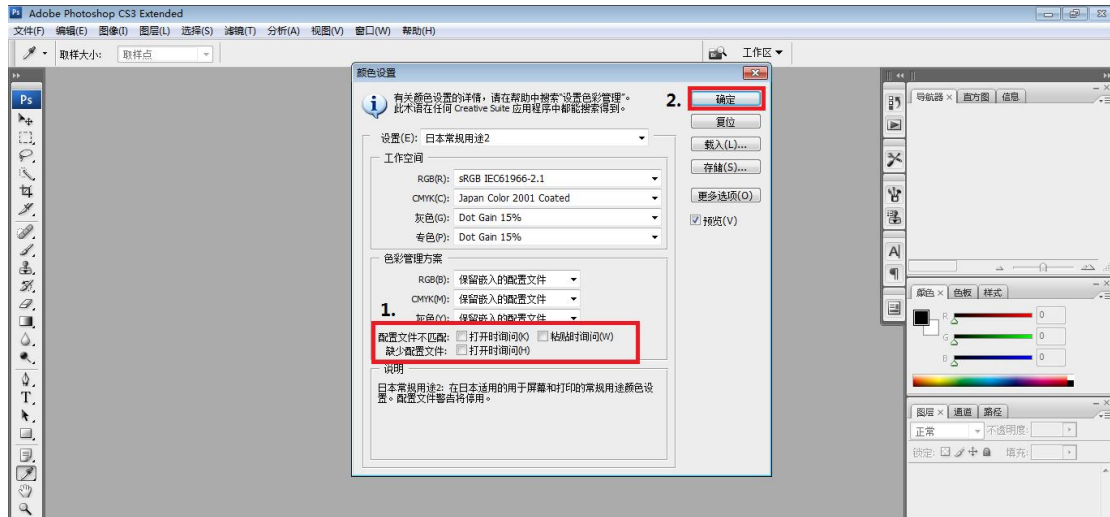 Ps Adobe Photoshop CS3 Extended
文件(F) 编辑(E) 图像(I) 图层(L) 选择(S) 滤镜(T) 分析(A) 视图(V) 窗口(W) 帮助(H)
取样大小: 取样点
工作区
颜色设置
有关颜色设置的详情，请在帮助中搜索"设置色彩管理"。
此术语在任何 Creative Suite 应用程序中都能搜索得到。
2.
确定
复位
载入(L)...
存储(S)...
更多选项(O)
预览(V)
设置(E): 日本常规用途2
工作空间
RGB(R): sRGB IEC61966-2.1
CMYK(C): Japan Color 2001 Coated
灰色(G): Dot Gain 15%
专色(P): Dot Gain 15%
色彩管理方案
RGB(B): 保留嵌入的配置文件
CMYK(M): 保留嵌入的配置文件
1.
灰色(Y): 保留嵌入的配置文件
配置文件不匹配: 打开时询问(K) 粘贴时询问(W)
缺少配置文件: 打开时询问(H)
说明
日本常规用途2: 在日本适用的用于屏幕和打印的常规用途颜色设
置。配置文件警告将停用。
Ps
导航器 × 直方图 信息
颜色 × 色板 样式
R 0
G 0
B 0
图层 × 通道 路径
正常 不透明度:
锁定: 填充: